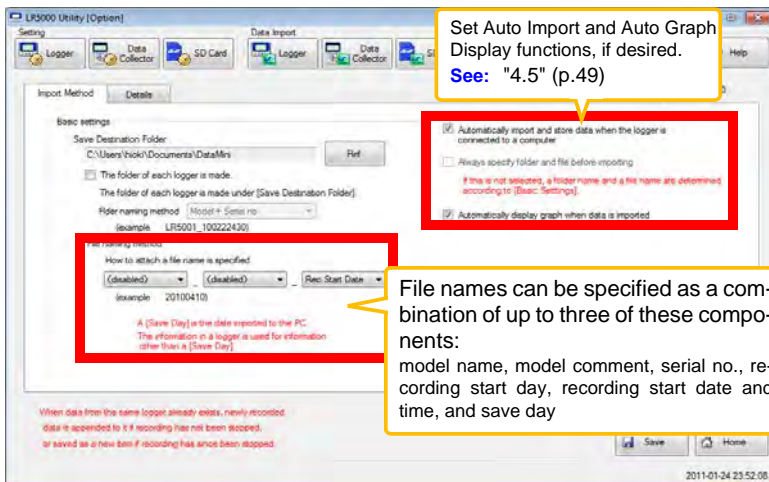 LR5000 Utility [Option]
Setting
Data Import
Logger
Data Collector
SD Card
Logger
Data Collector
Help
Set Auto Import and Auto Graph
Display functions, if desired.
See: "4.5" (p.49)
Import Method
Details
Basic settings
Save Destination Folder
C:\Users\hioki\Documents\DataMini
Ref
The folder of each logger is made.
The folder of each logger is made under [Save Destination Folder]
Flder naming method
Model + Serial no
(example LR5001_100222430)
Automatically import and store data when the logger is
connected to a computer
Always specify folder and file before importing
If this is not selected, a folder name and a file name are determined
according to [Basic Settings].
Automatically display graph when data is imported
File naming method
How to attach a file name is specified
(disabled) _ (disabled) _ Rec. Start Date
(example 20100410)
A [Save Day] is the date exported to the PC.
The information in a logger is used for information
other than a [Save Day]
File names can be specified as a com-
bination of up to three of these compo-
nents:
model name, model comment, serial no., re-
cording start day, recording start date and
time, and save day
When data from the same logger already exists, newly recorded
data is appended to it if recording has not been stopped,
or saved as a new item if recording has since been stopped.
Save
Home
2011-01-24 23:52:08